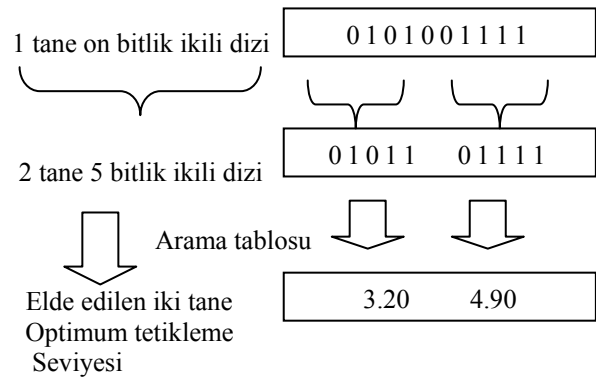 1 tane on bitlik ikili dizi
0 1 0 1 0 0 1 1 1 1
2 tane 5 bitlik ikili dizi
0 1 0 1 1 0 1 1 1 1
Arama tablosu
Elde edilen iki tane
Optimum tetikleme
Seviyesi
3.20 4.90